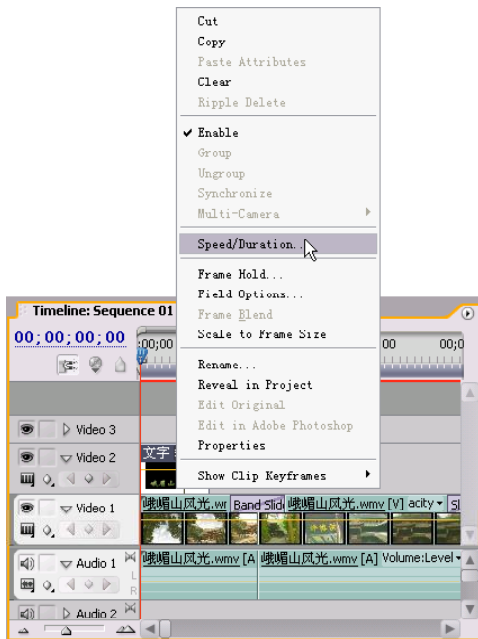 Cut
Copy
Paste Attributes
Clear
Ripple Delete
Enable
Group
Ungroup
Synchronize
Multi-Camera
Speed/Duration...
Frame Hold...
Field Options...
Frame Blend
Scale to Frame Size
Rename...
Reveal in Project
Edit Original
Edit in Adobe Photoshop
Properties
Show Clip Keyframes
Timeline: Sequence 01
00;00;00;00
;00;00
00
00;0
Video 3
Video 2
文字
Video 1
峨嵋山风光.wr
Band Slid
峨嵋山风光.wmv [V] acity
Sl
Audio 1
峨嵋山风光.wmv [A
峨嵋山风光.wmv [A] Volume:Level
L
R
Audio 2